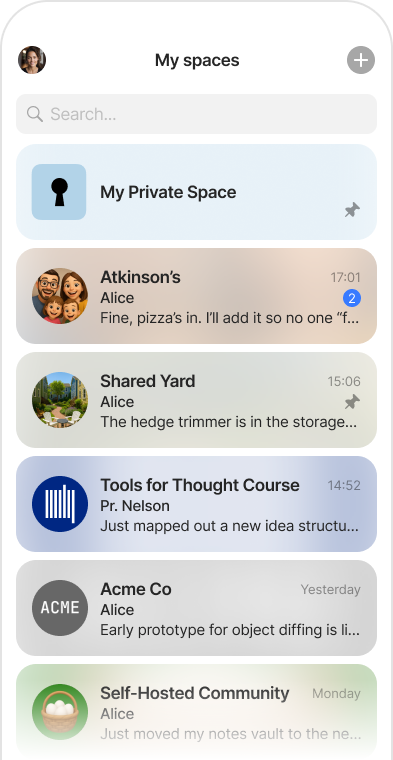 My spaces
Search...
My Private Space
Atkinson’s 17:01
Alice 2
Fine, pizza’s in. I’ll add it so no one “f...
Shared Yard 15:06
Alice
The hedge trimmer is in the storage...
Tools for Thought Course 14:52
Pr. Nelson
Just mapped out a new idea structu...
ACME
Acme Co Yesterday
Alice
Early prototype for object diffing is li...
Self-Hosted Community Monday
Alice
Just moved my notes vault to the ne...